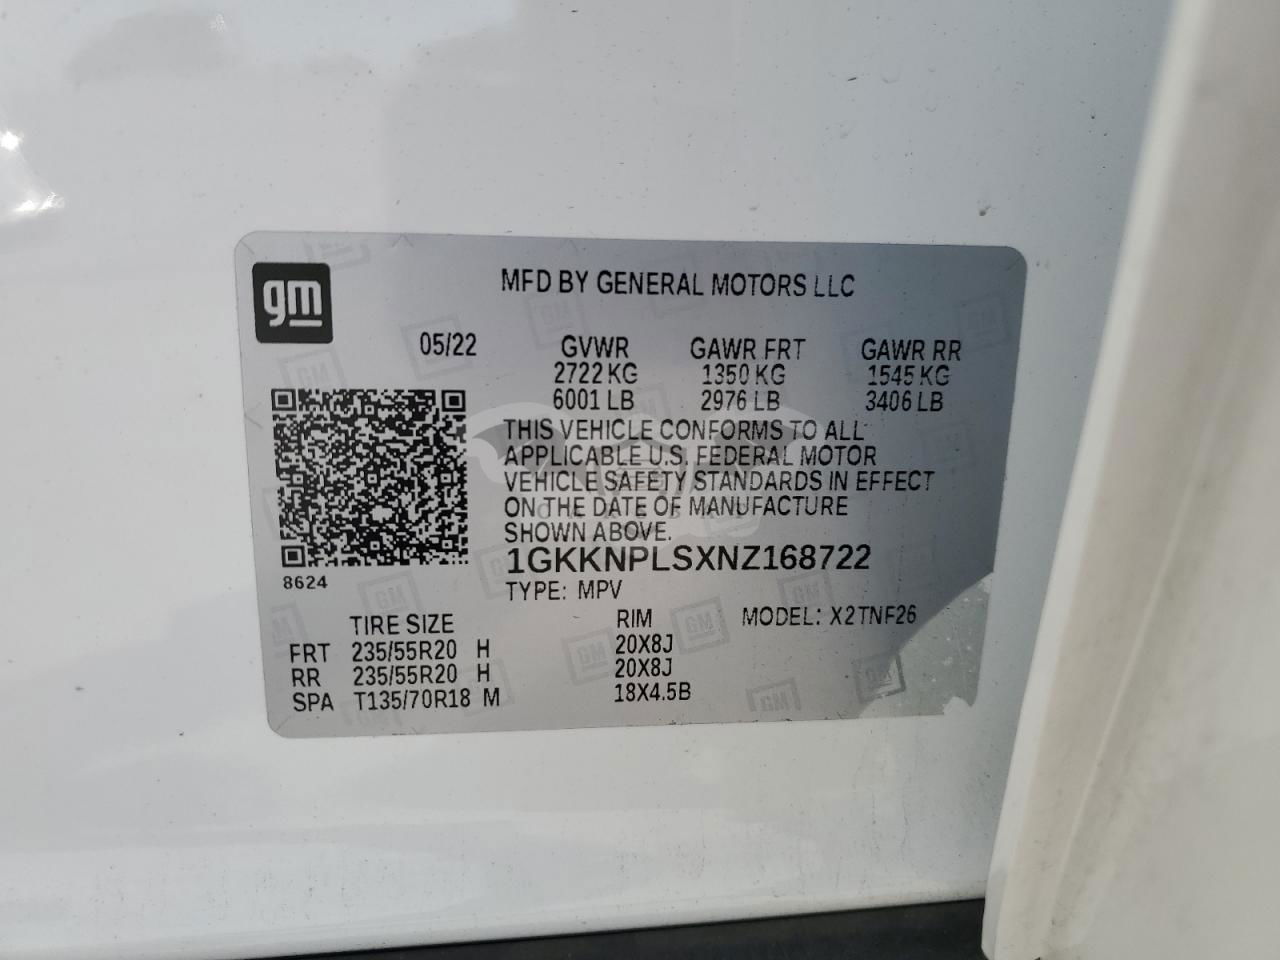 gm
MFD BY GENERAL MOTORS LLC
05/22 GVWR GAWR FRT GAWR RR
2722 KG 1350 KG 1545 KG
6001 LB 2976 LB 3406 LB
THIS VEHICLE CONFORMS TO ALL
APPLICABLE U.S. FEDERAL MOTOR
VEHICLE SAFETY STANDARDS IN EFFECT
ON THE DATE OF MANUFACTURE
SHOWN ABOVE.
1GKKNPLSXNZ168722
8624
TYPE: MPV
TIRE SIZE RIM MODEL: X2TNF26
FRT 235/55R20 H 20X8J
RR 235/55R20 H 20X8J
SPA T135/70R18 M 18X4.5B